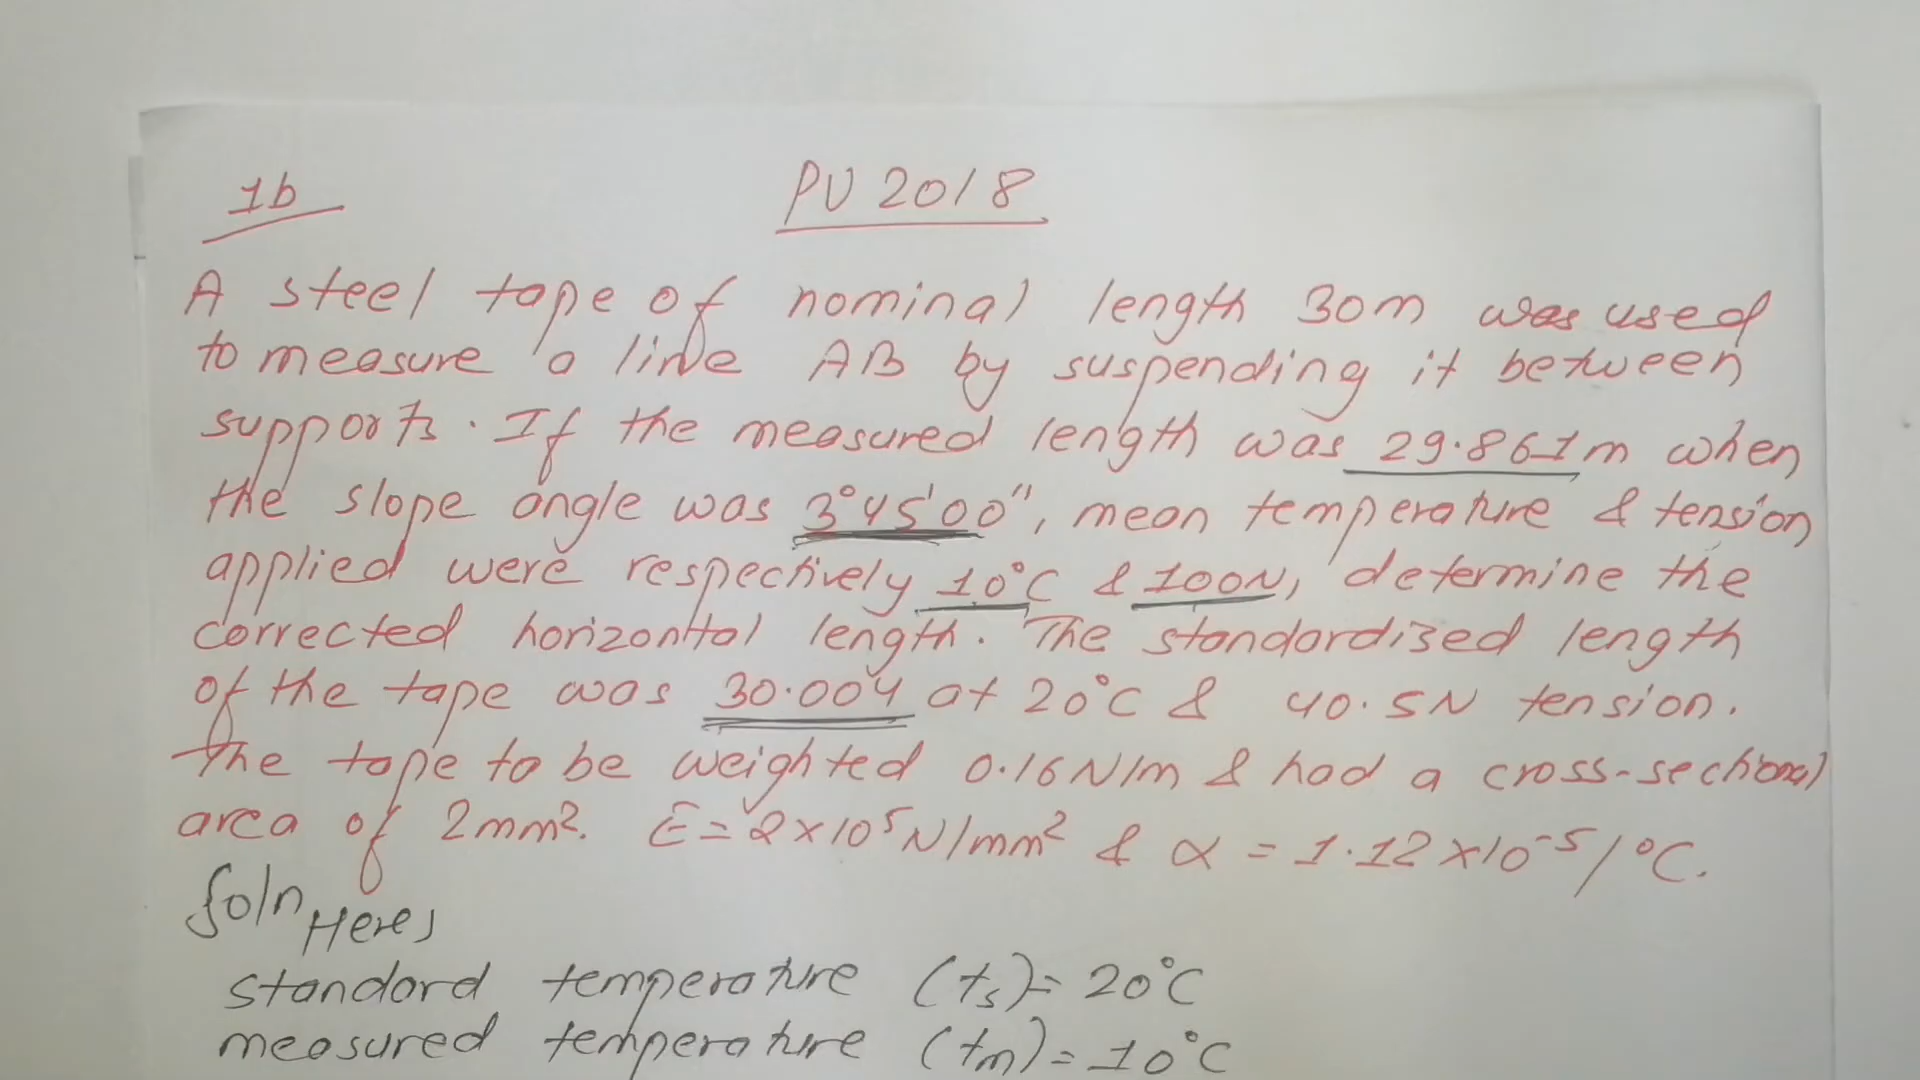 1b
PU 2018
A steel tape of nominal length 30m was used
to measure a line AB by suspending it between
supports. If the measured length was 29.861m when
the slope angle was 3°45'00", mean temperature & tension
applied were respectively 10°C & 100N, determine the
corrected horizontal length. The standardized length
of the tape was 30.004 at 20°C & 40.5N tension.
The tape to be weighted 0.16N/m & had a cross-sectional
area of 2mm². E=2×10⁵N/mm² & α = 1.12×10⁻⁵/°C.
Soln Here,
standard temperature (ts)= 20°C
measured temperature (tm)= 10°C